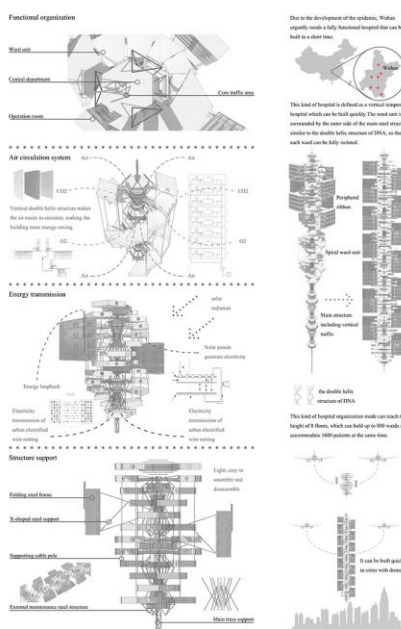 Functional organization
Ward unit
Central department
Core traffic area
Operation room
Air circulation system
Air
Air
CO2
CO2
Vertical double helix structure makes
the air easier to circulate, making the
building more energy-saving
O2
O2
Air
Air
Energy transmission
solar
radiation
Solar panels
generate electricity
Energy loopback
Electricity
transmission of
urban electrified
wire netting
Electricity
transmission of
urban electrified
wire netting
Structure support
Light, easy to
assemble and
disassemble
Folding steel frame
X-shaped steel support
Supporting cable pole
External maintenance steel structure
Main truss support
Due to the development of the epidemic, Wuhan
urgently needs a fully functional hospital that can b
built in a short time.
Wuhan
This kind of hospital is defined as a vertical tempor
hospital which can be built quickly. The ward unit is
surrounded by the outer side of the main steel struc
similar to the double helix structure of DNA, so tha
each ward can be fully isolated.
Peripheral
ribbon
Spiral ward unit
Main structure
including vertical
traffic
the double helix
structure of DNA
This kind of hospital organization mode can reach t
height of 8 floors, which can hold up to 800 wards a
accommodate 1600 patients at the same time.
It can be built quick
in cities with drone